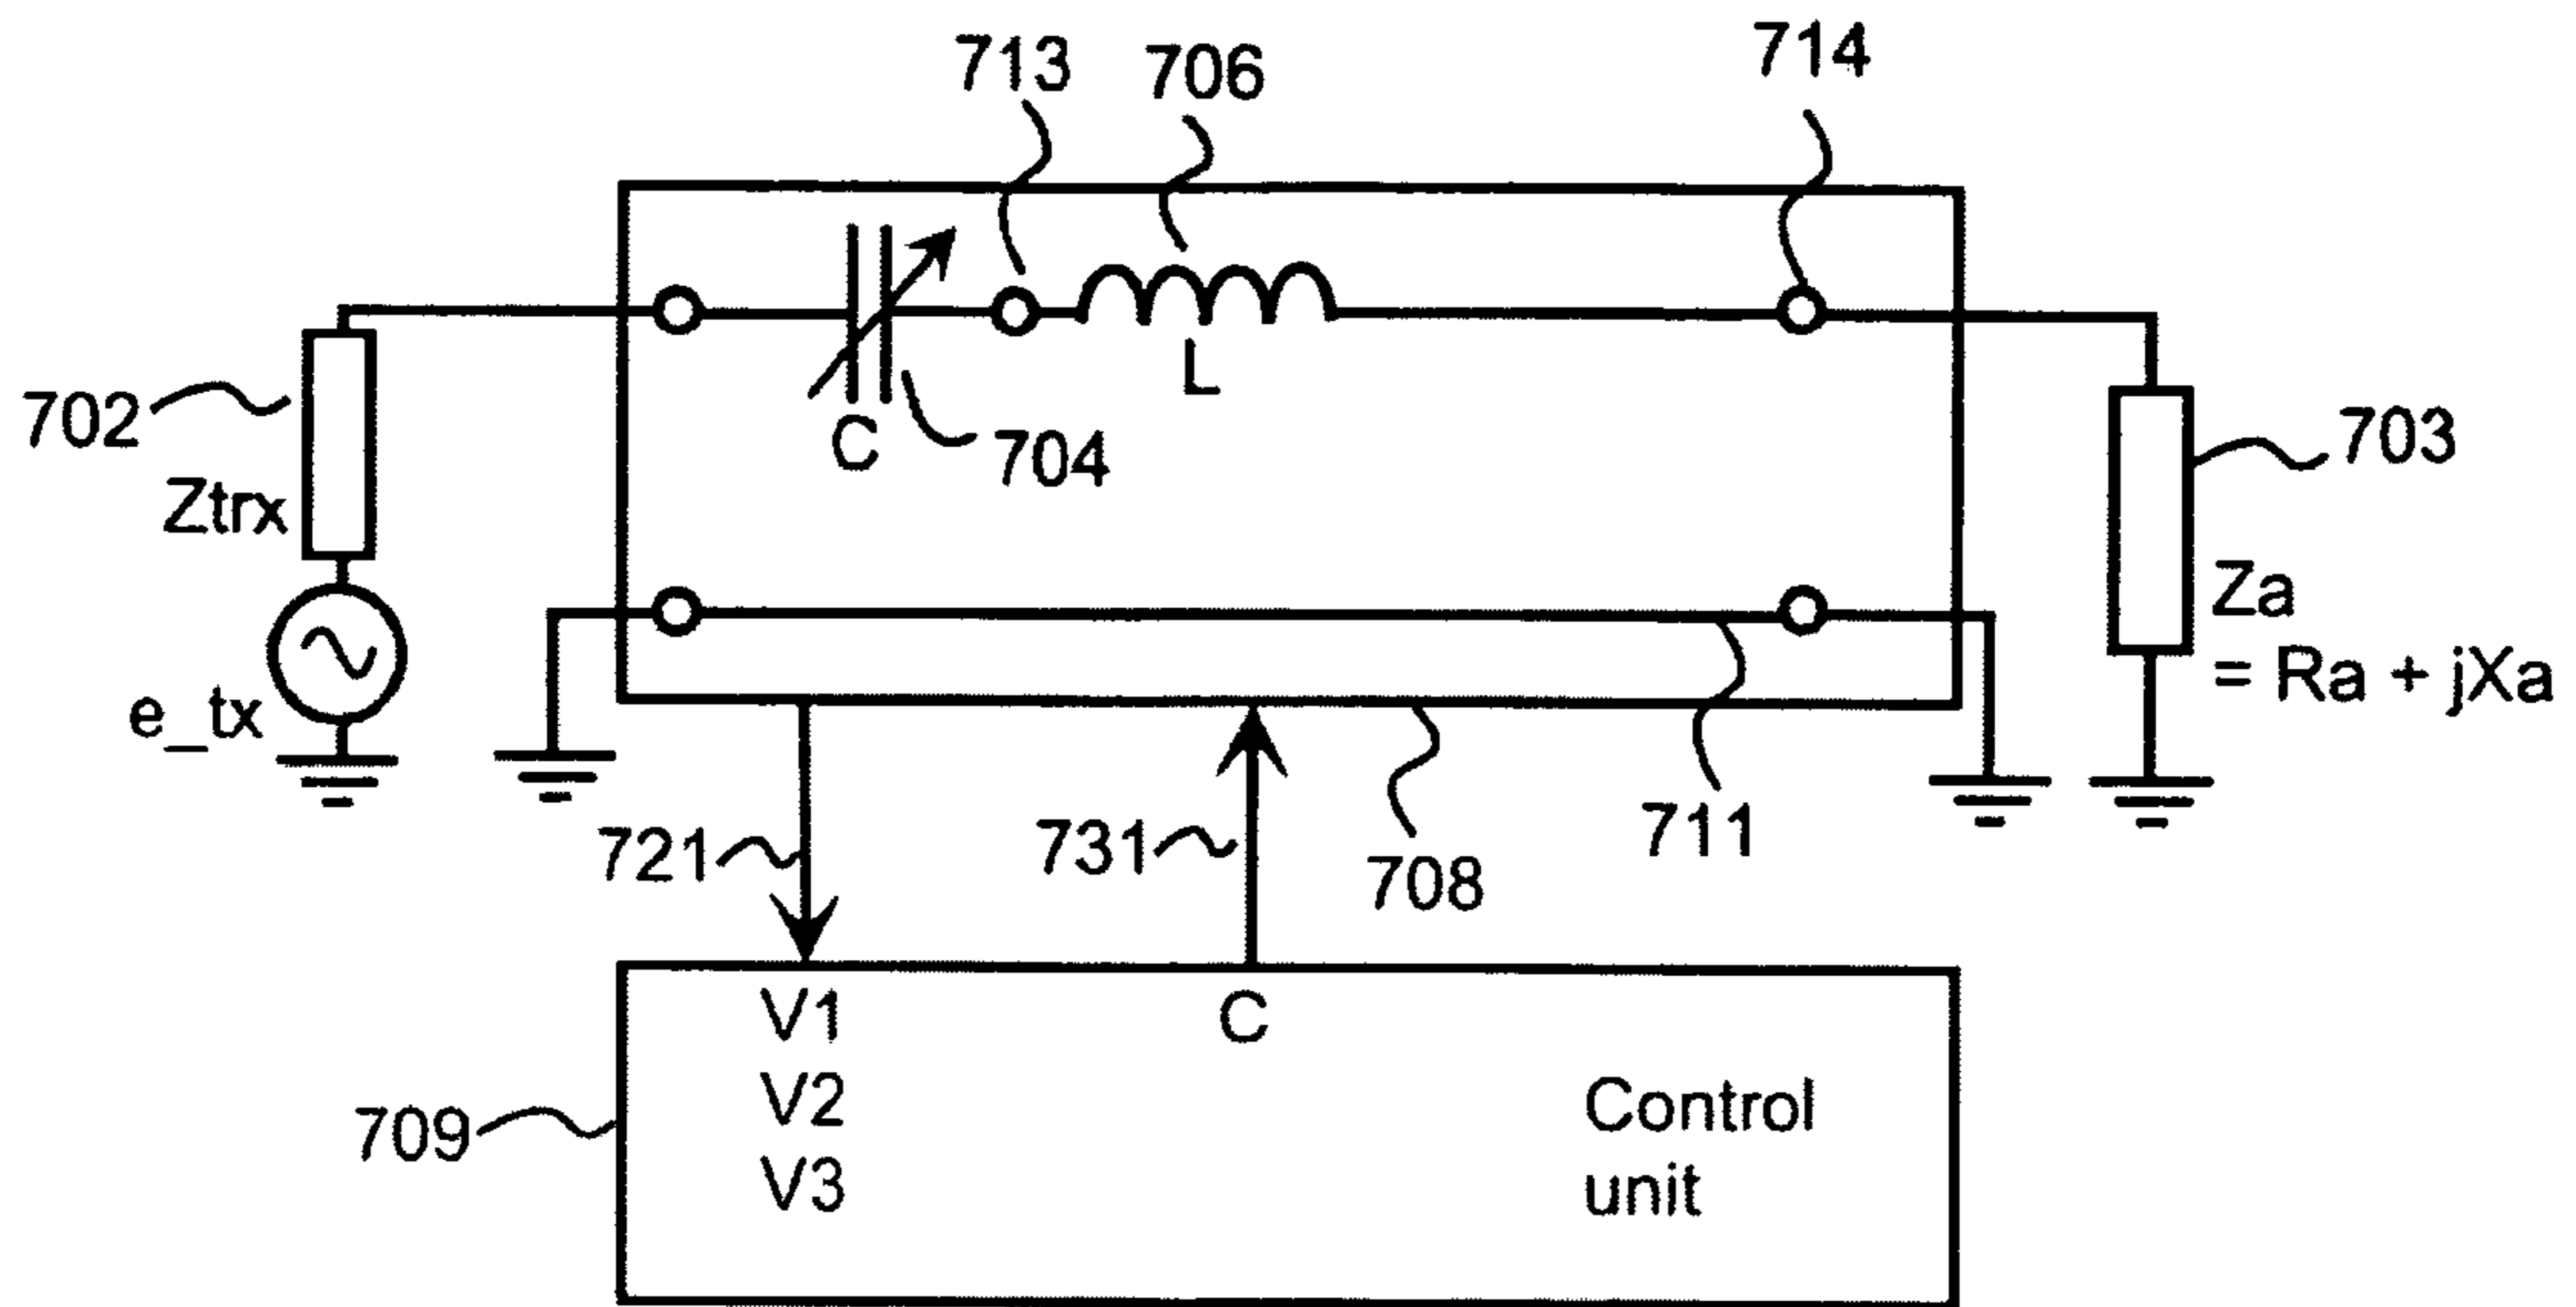 713
706
714
702
Ztrx
e_tx
C
704
L
703
Za
= Ra + jXa
721
731
708
711
709
V1
V2
V3
C
Control
unit